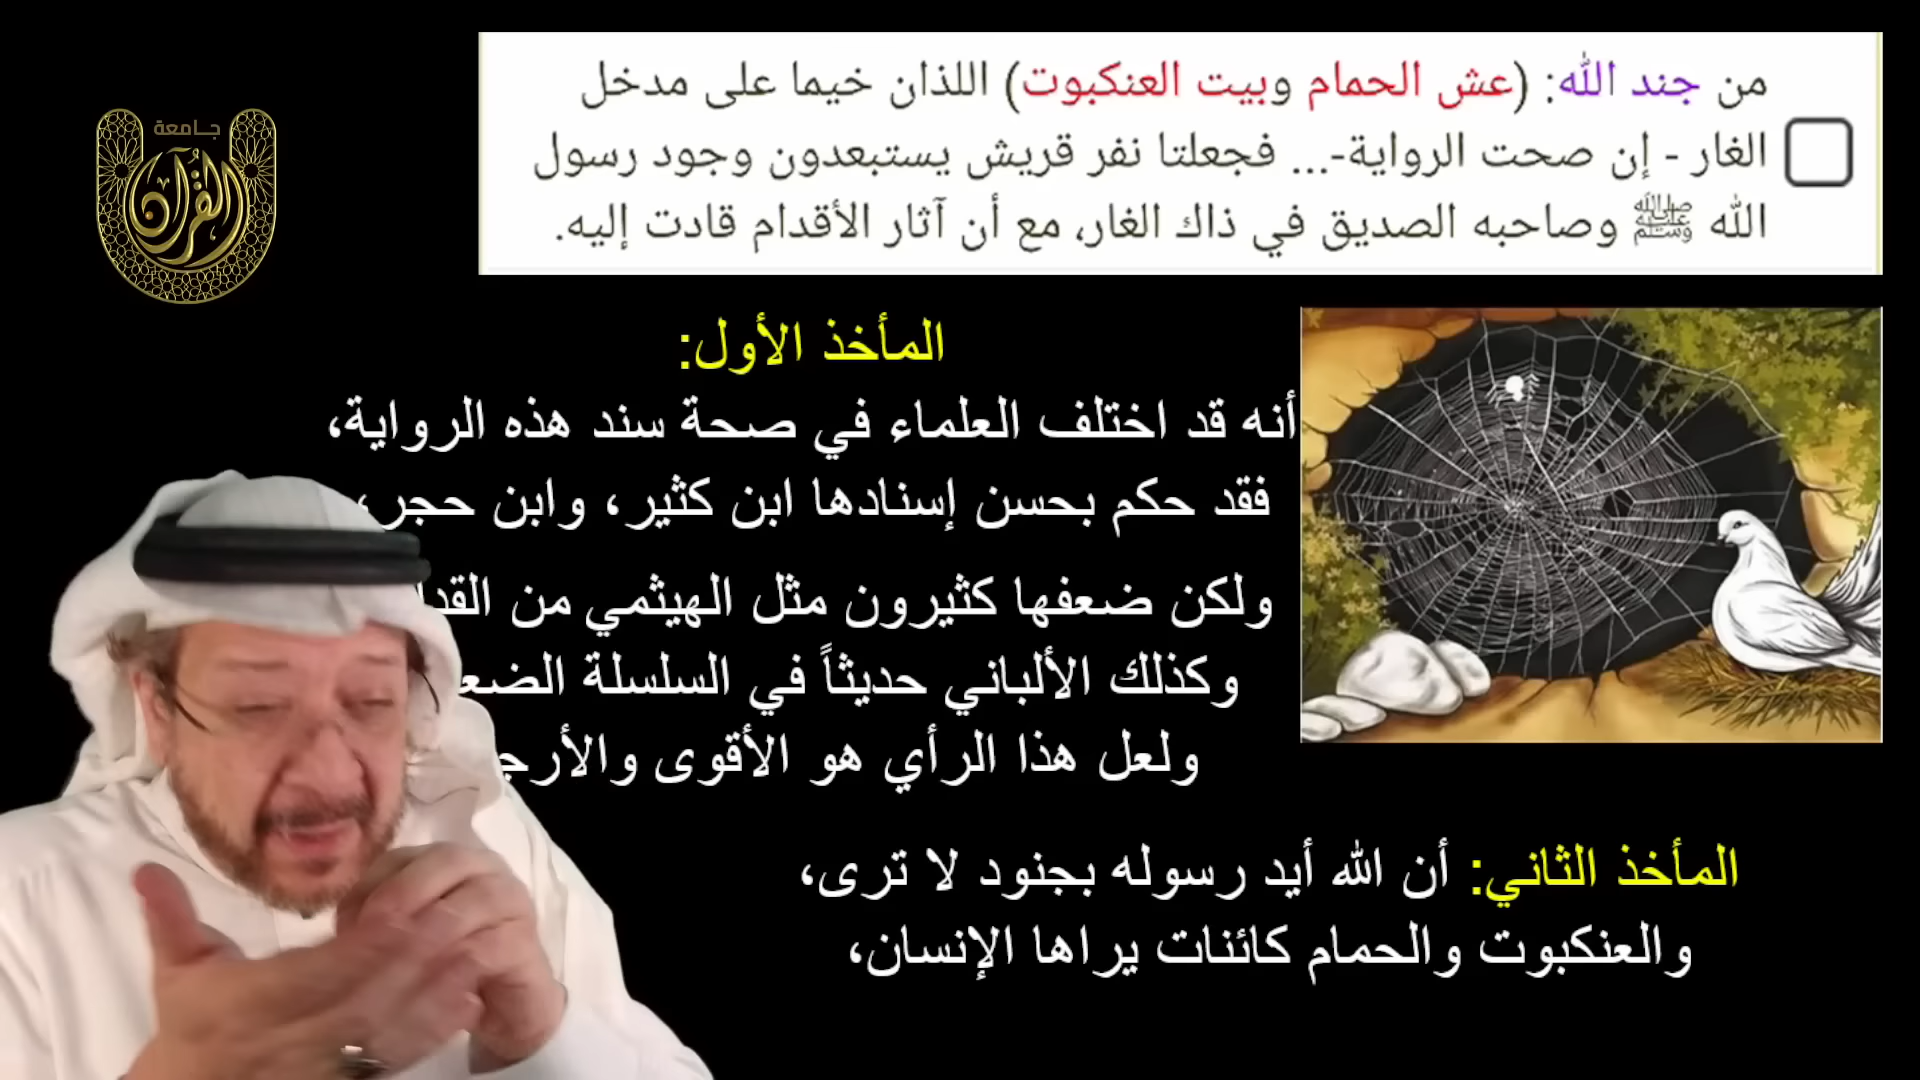 جامعة
القرآن
من جند الله: (عش الحمام وبيت العنكبوت) اللذان خيما على مدخل
الغار - إن صحت الرواية-... فجعلتا نفر قريش يستبعدون وجود رسول
الله ﷺ وصاحبه الصديق في ذاك الغار، مع أن آثار الأقدام قادت إليه.
المأخذ الأول:
أنه قد اختلف العلماء في صحة سند هذه الرواية،
فقد حكم بحسن إسنادها ابن كثير، وابن حجر،
ولكن ضعفها كثيرون مثل الهيثمي من
وكذلك الألباني حديثاً في السلسلة
ولعل هذا الرأي هو الأقوى
المأخذ الثاني: أن الله أيد رسوله بجنود لا ترى،
والعنكبوت والحمام كائنات يراها الإنسان،